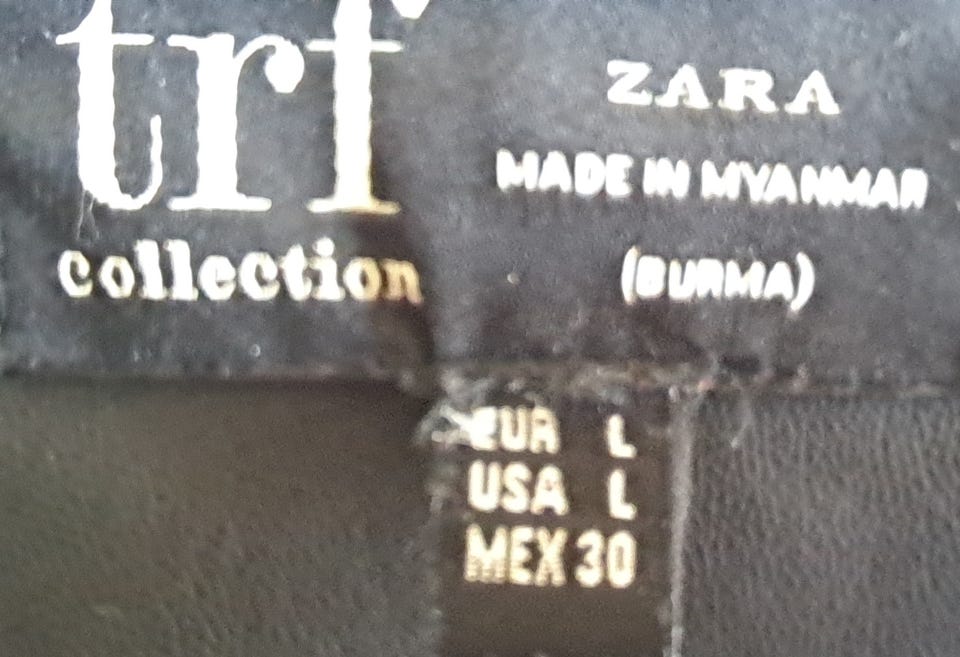 trf
collection
ZARA
MADE IN MYANMAR
(BURMA)
EUR L
USA L
MEX 30